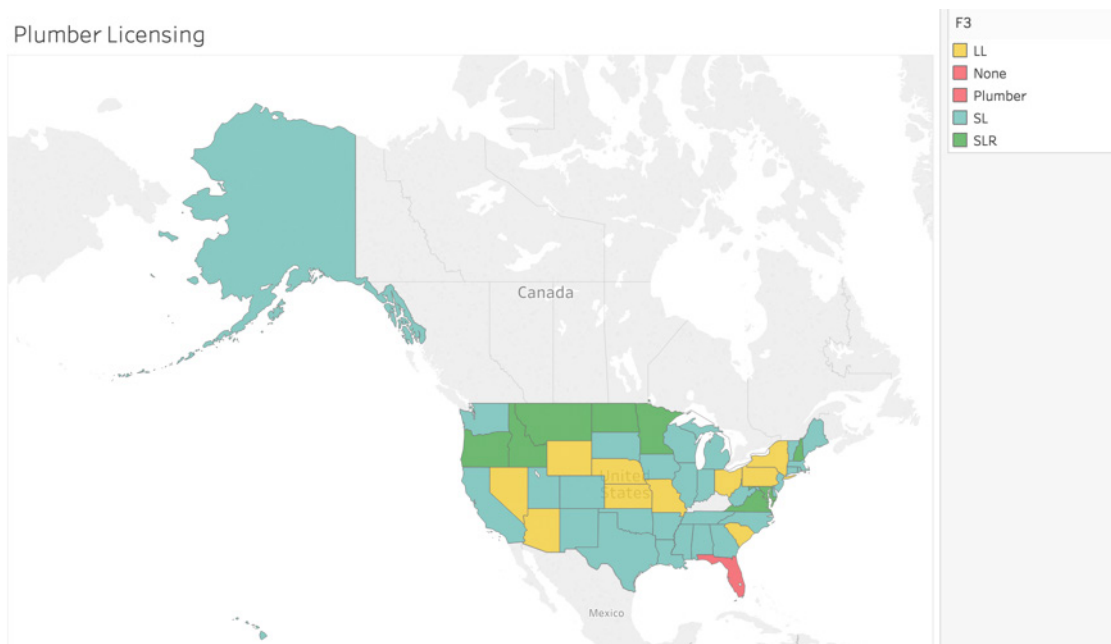 Plumber Licensing
F3
LL
None
Plumber
SL
SLR
Canada
United
States
Mexico